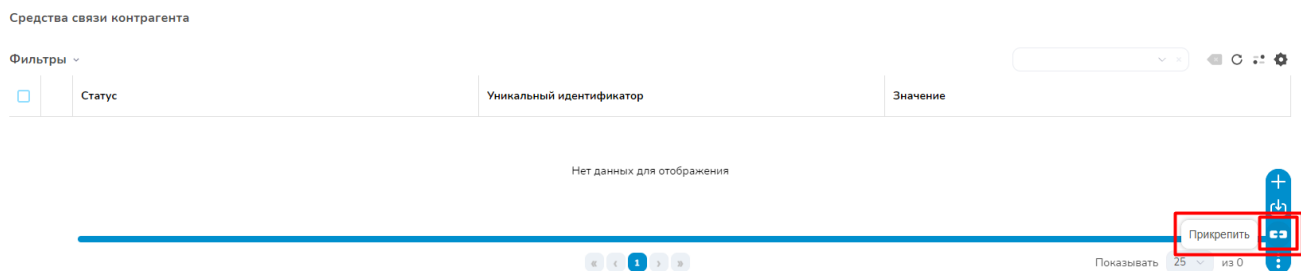 Средства связи контрагента
Фильтры
Статус Уникальный идентификатор Значение
Нет данных для отображения
Прикрепить
« ‹ 1 › » Показывать 25 из 0